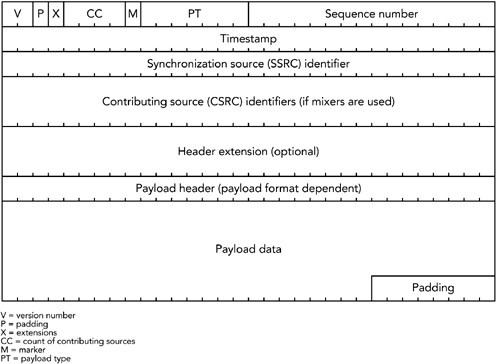 V P X CC M PT Sequence number
Timestamp
Synchronization source (SSRC) identifier
Contributing source (CSRC) identifiers (if mixers are used)
Header extension (optional)
Payload header (payload format dependent)
Payload data
Padding
V = version number
P = padding
X = extensions
CC = count of contributing sources
M = marker
PT = payload type